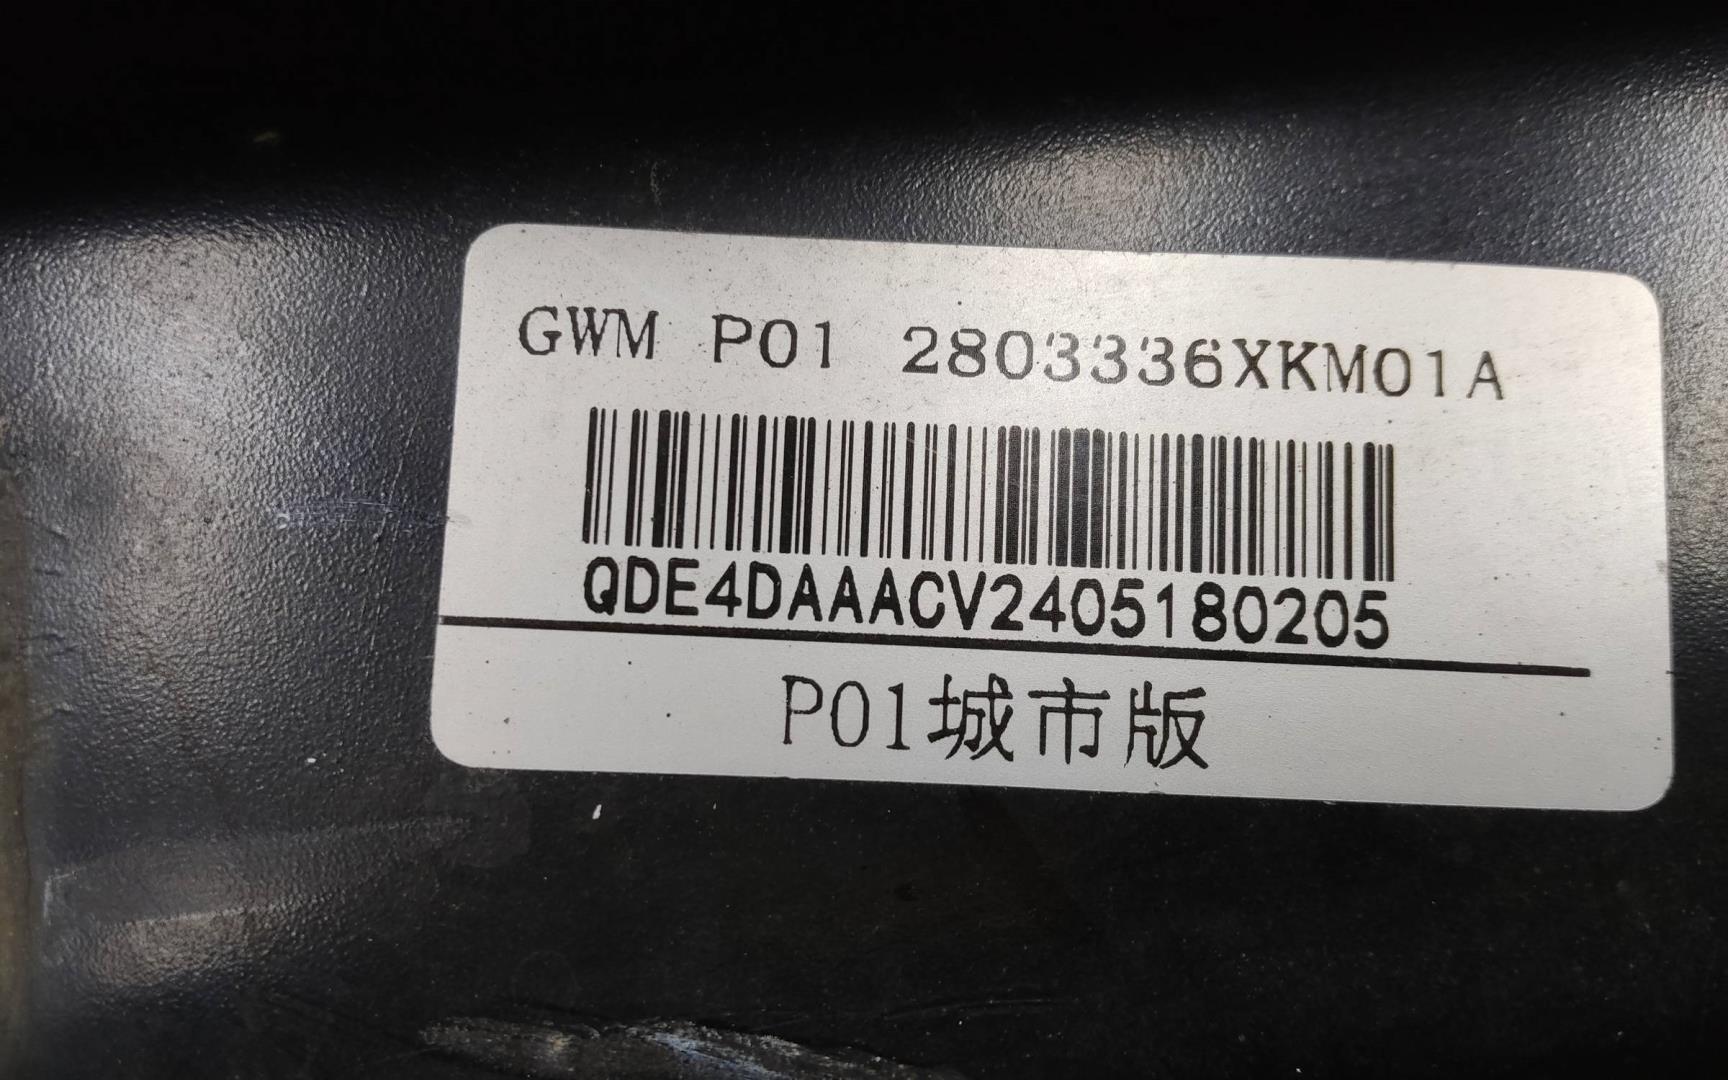 GWM P01 2803336XKM01A
QDE4DAAACV2405180205
P01城市版